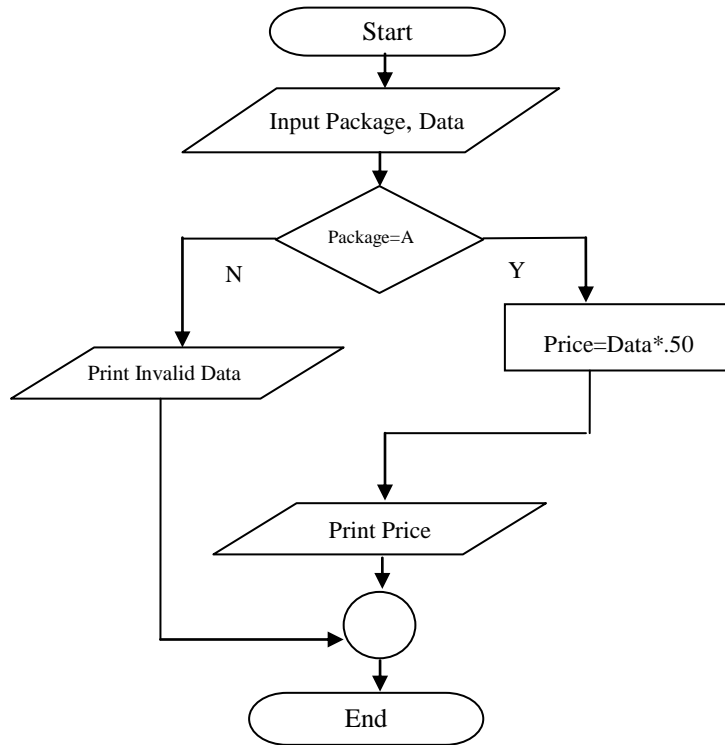 Start
Input Package, Data
Package=A
N
Y
Price=Data*.50
Print Invalid Data
Print Price
End